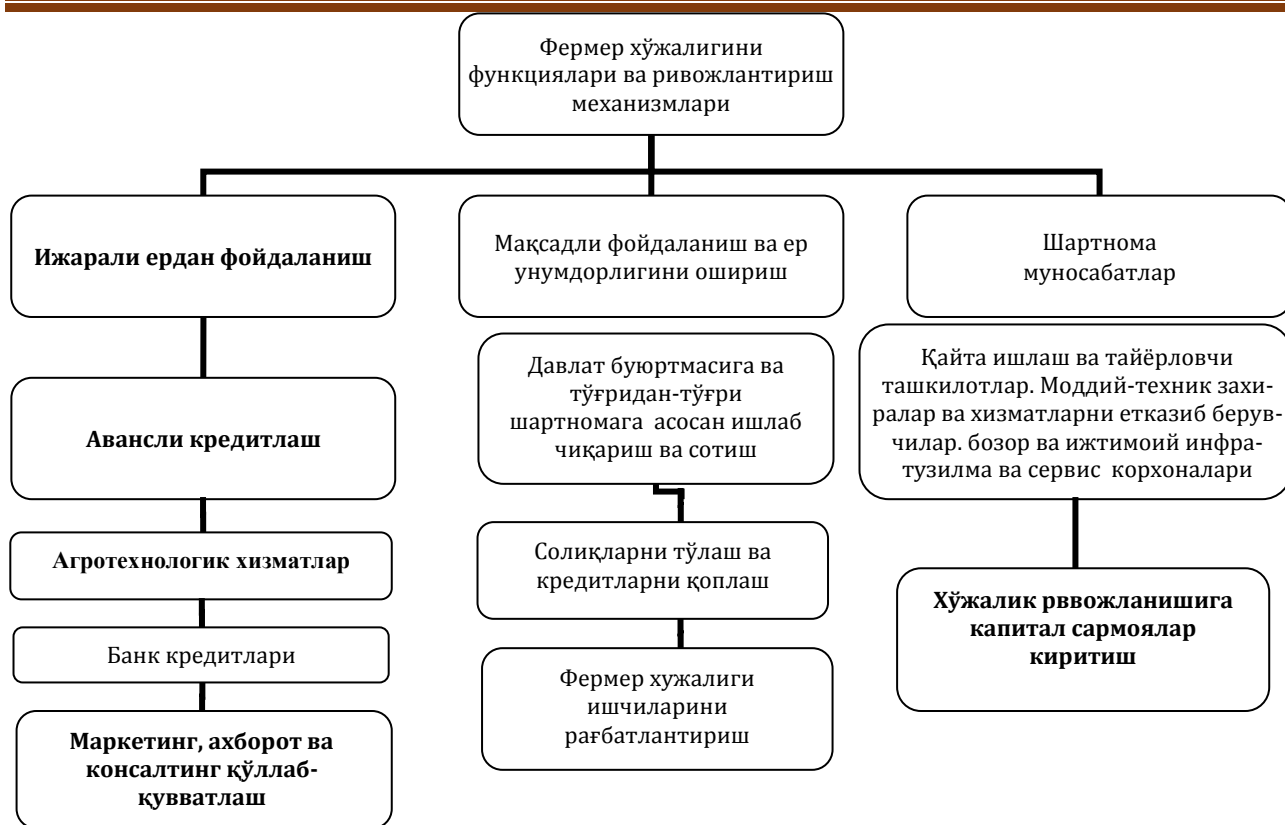 Фермер хўжалигини
функциялари ва ривожлантириш
механизмлари
Ижарали ердан фойдаланиш
Мақсадли фойдаланиш ва ер
унумдорлигини ошириш
Шартнома
муносабатлар
Авансли кредитлаш
Давлат буюртмасига ва
тўғридан-тўғри
шартномага асосан ишлаб
чиқариш ва сотиш
Қайта ишлаш ва тайёрловчи
ташкилотлар. Моддий-техник захи-
ралар ва хизматларни етказиб берув-
чилар. бозор ва ижтимоий инфра-
тузилма ва сервис корхоналари
Агротехнологик хизматлар
Солиқларни тўлаш ва
кредитларни қоплаш
Хўжалик рввожланишига
капитал сармоялар
киритиш
Банк кредитлари
Фермер хужалиги
ишчиларини
рағбатлантириш
Маркетинг, ахборот ва
консалтинг қўллаб-
қувватлаш